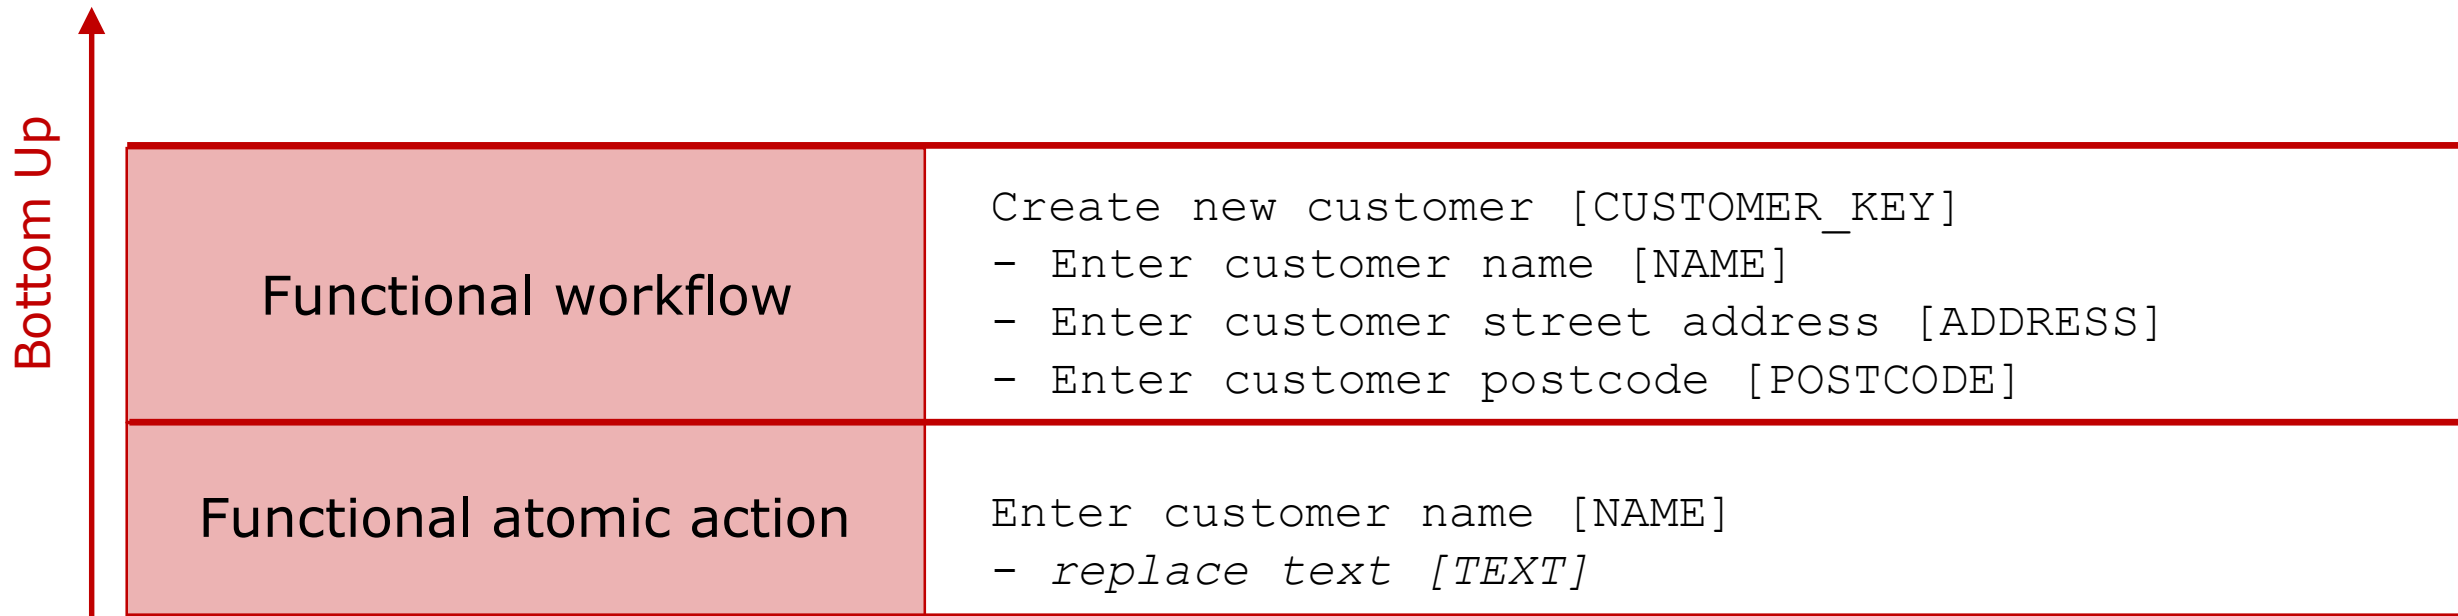 Bottom Up
Functional workflow
Create new customer [CUSTOMER_KEY]
- Enter customer name [NAME]
- Enter customer street address [ADDRESS]
- Enter customer postcode [POSTCODE]
Functional atomic action
Enter customer name [NAME]
- replace text [TEXT]